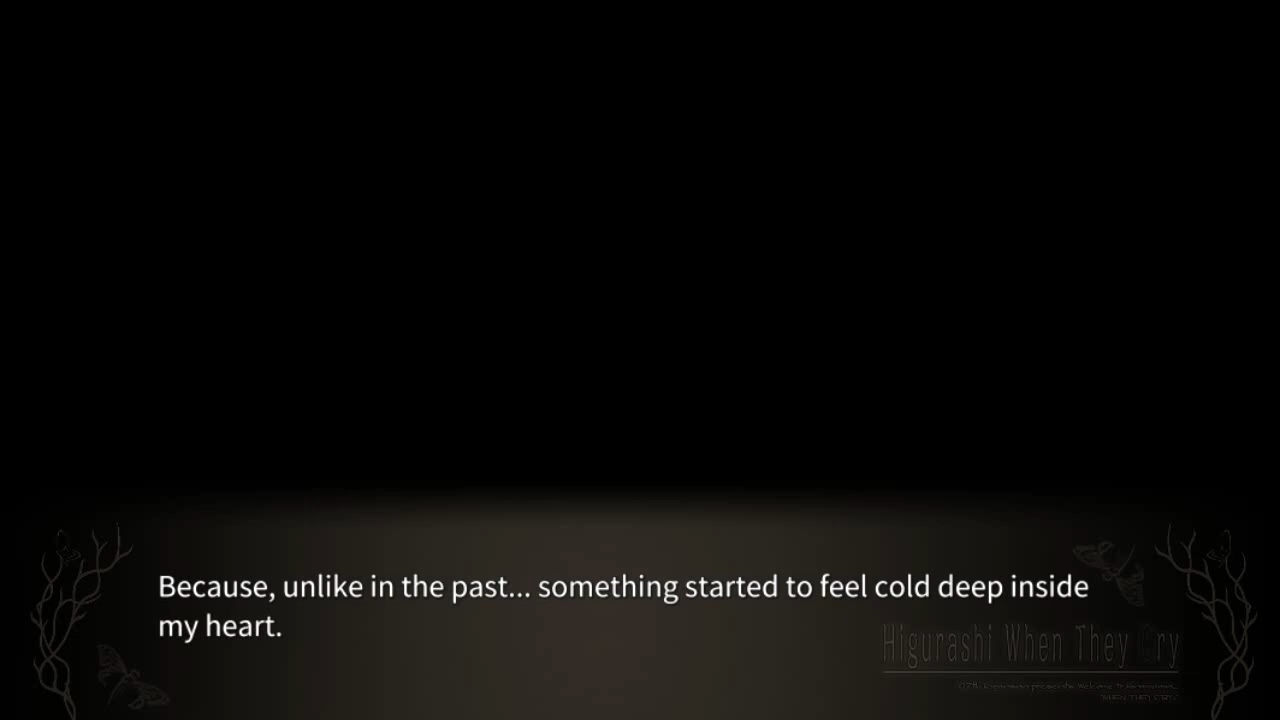 Because, unlike in the past... something started to feel cold deep inside
my heart.
Higurashi When They Cry